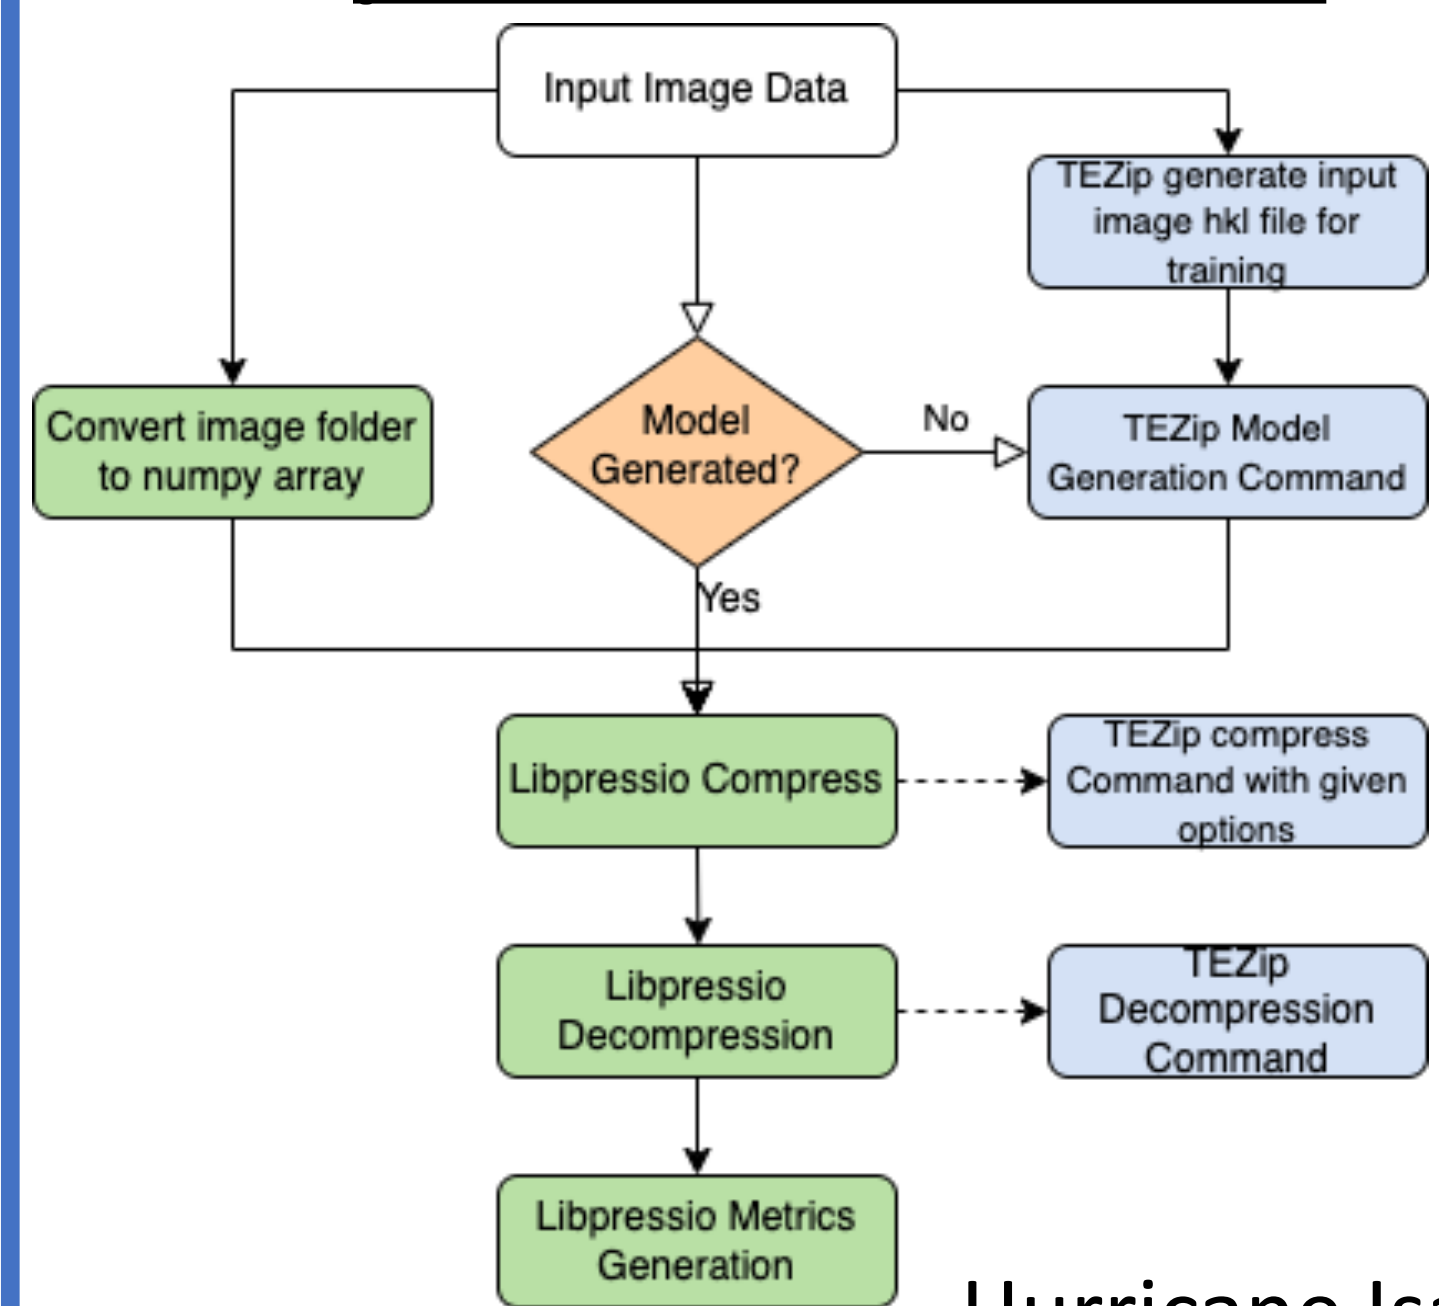 Input Image Data
TEZip generate input
image hkl file for
training
Convert image folder
to numpy array
Model
Generated?
No
TEZip Model
Generation Command
Yes
Libpressio Compress
TEZip compress
Command with given
options
Libpressio
Decompression
TEZip
Decompression
Command
Libpressio Metrics
Generation
Hurricane